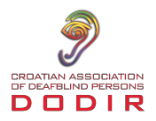 CROATIAN ASSOCIATION
OF DEAFBLIND PERSONS
DODIR